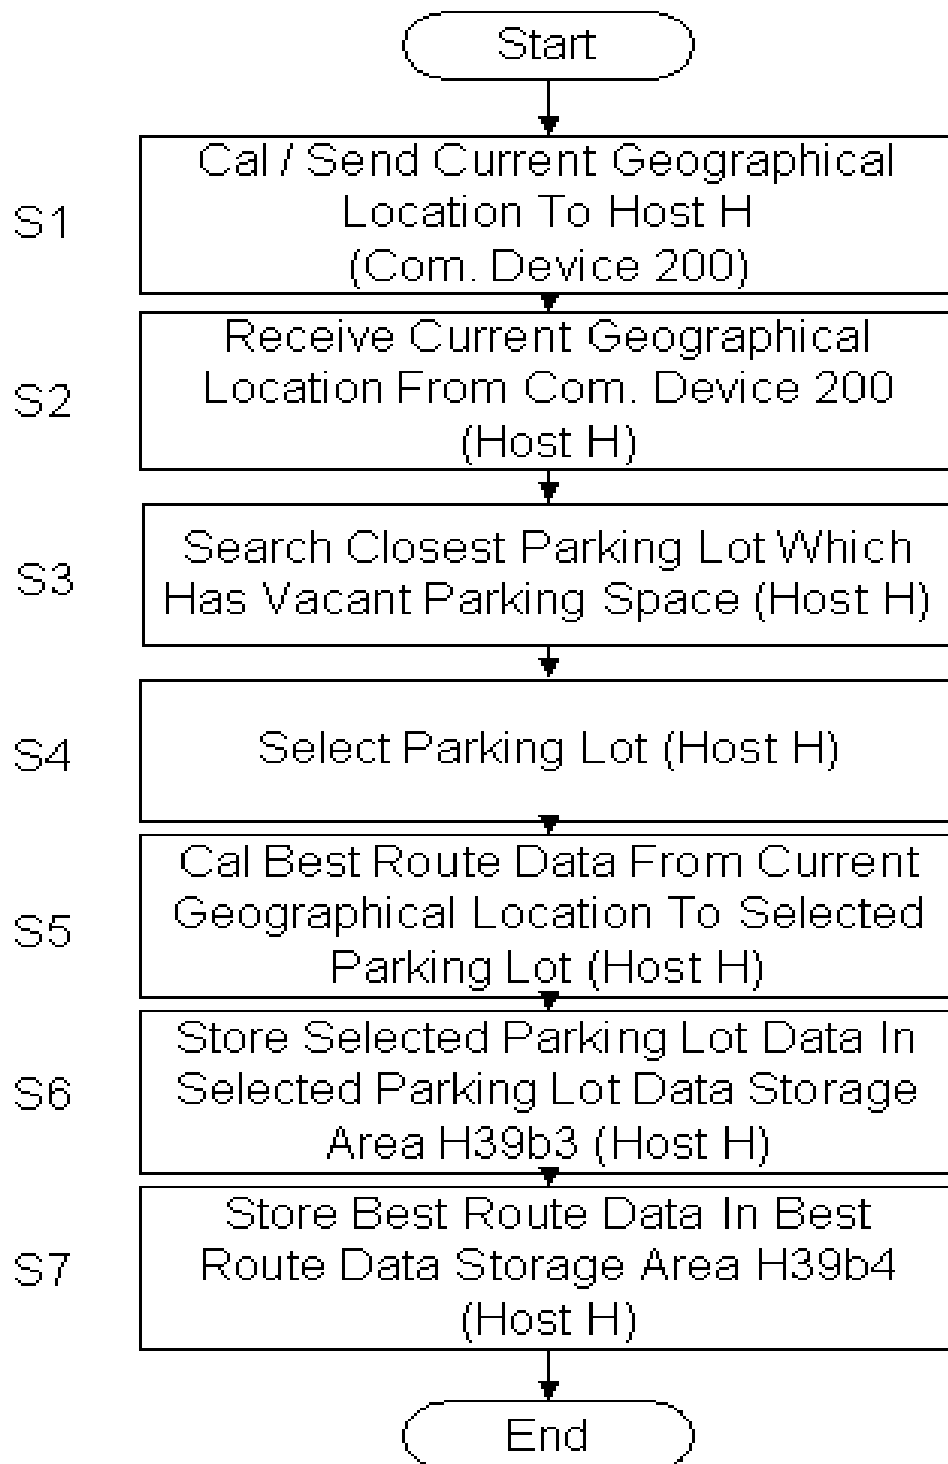 Start
S1
Cal / Send Current Geographical
Location To Host H
(Com. Device 200)
S2
Receive Current Geographical
Location From Com. Device 200
(Host H)
S3
Search Closest Parking Lot Which
Has Vacant Parking Space (Host H)
S4
Select Parking Lot (Host H)
S5
Cal Best Route Data From Current
Geographical Location To Selected
Parking Lot (Host H)
S6
Store Selected Parking Lot Data In
Selected Parking Lot Data Storage
Area H39b3 (Host H)
S7
Store Best Route Data In Best
Route Data Storage Area H39b4
(Host H)
End